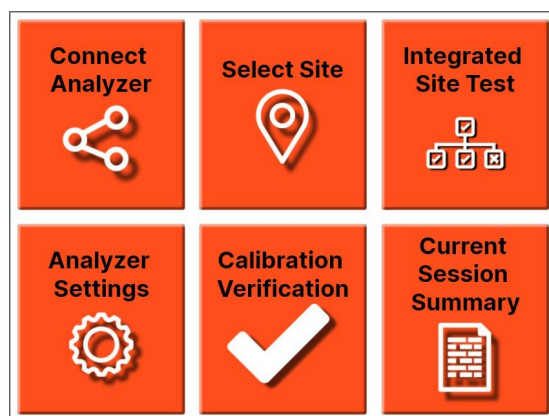 Connect
Analyzer
Select Site
Integrated
Site Test
Analyzer
Settings
Calibration
Verification
Current
Session
Summary